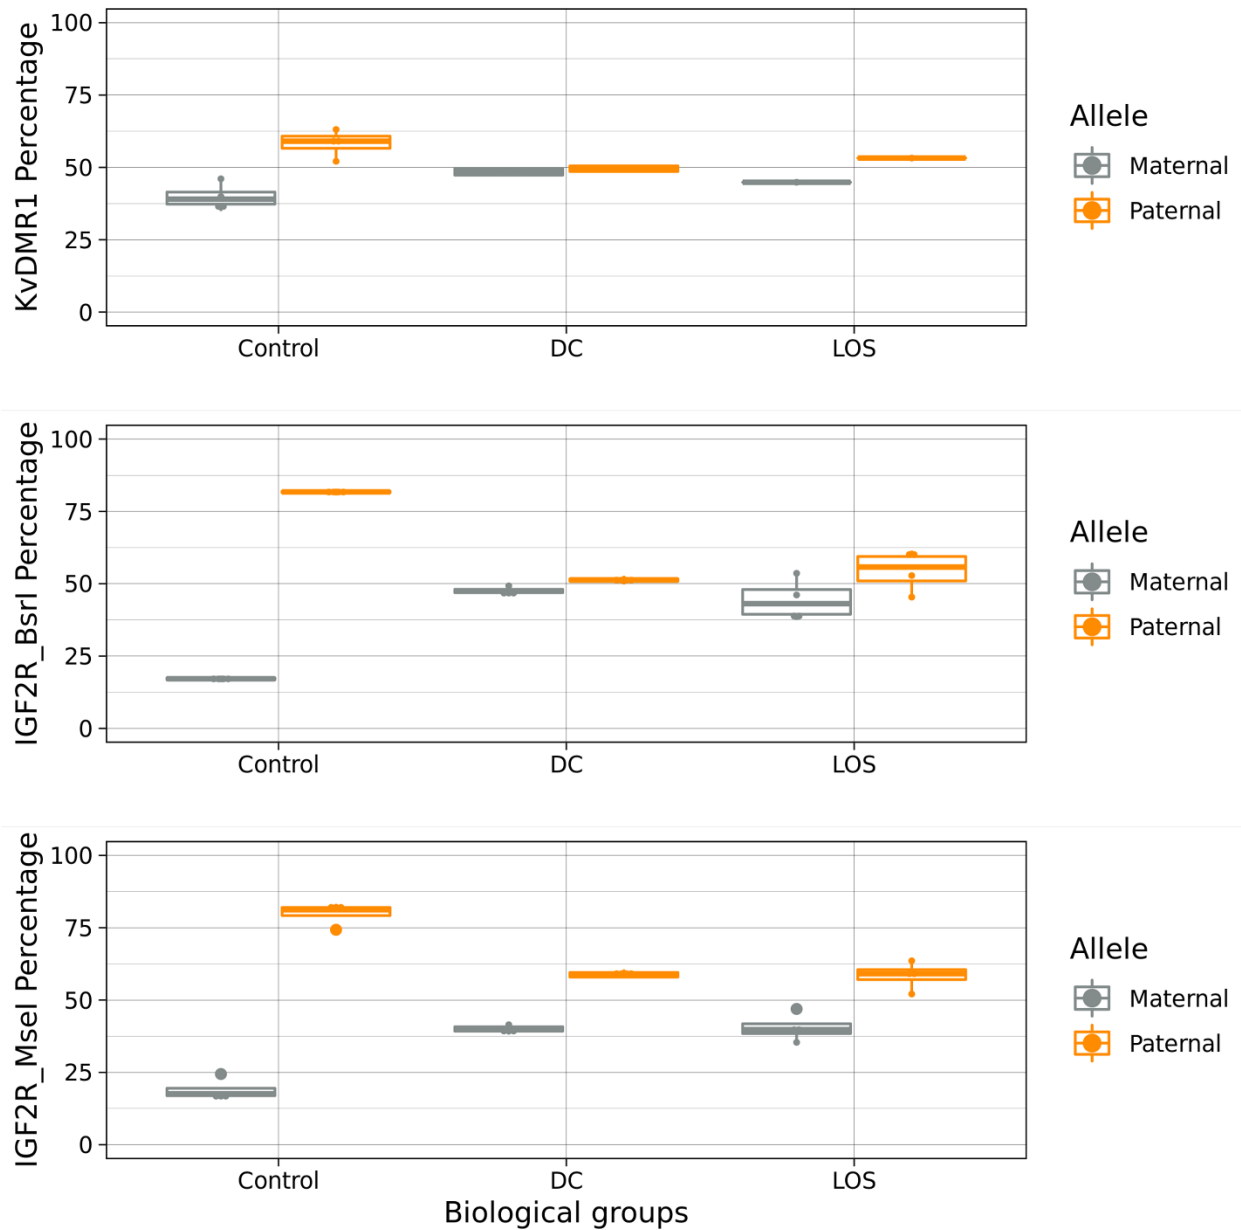 KvDMR1 Percentage
100
75
50
25
0
Control DC LOS
Allele
Maternal
Paternal
IGF2R_BsrI Percentage
100
75
50
25
0
Control DC LOS
Allele
Maternal
Paternal
IGF2R_MseI Percentage
100
75
50
25
0
Control DC LOS
Biological groups
Allele
Maternal
Paternal